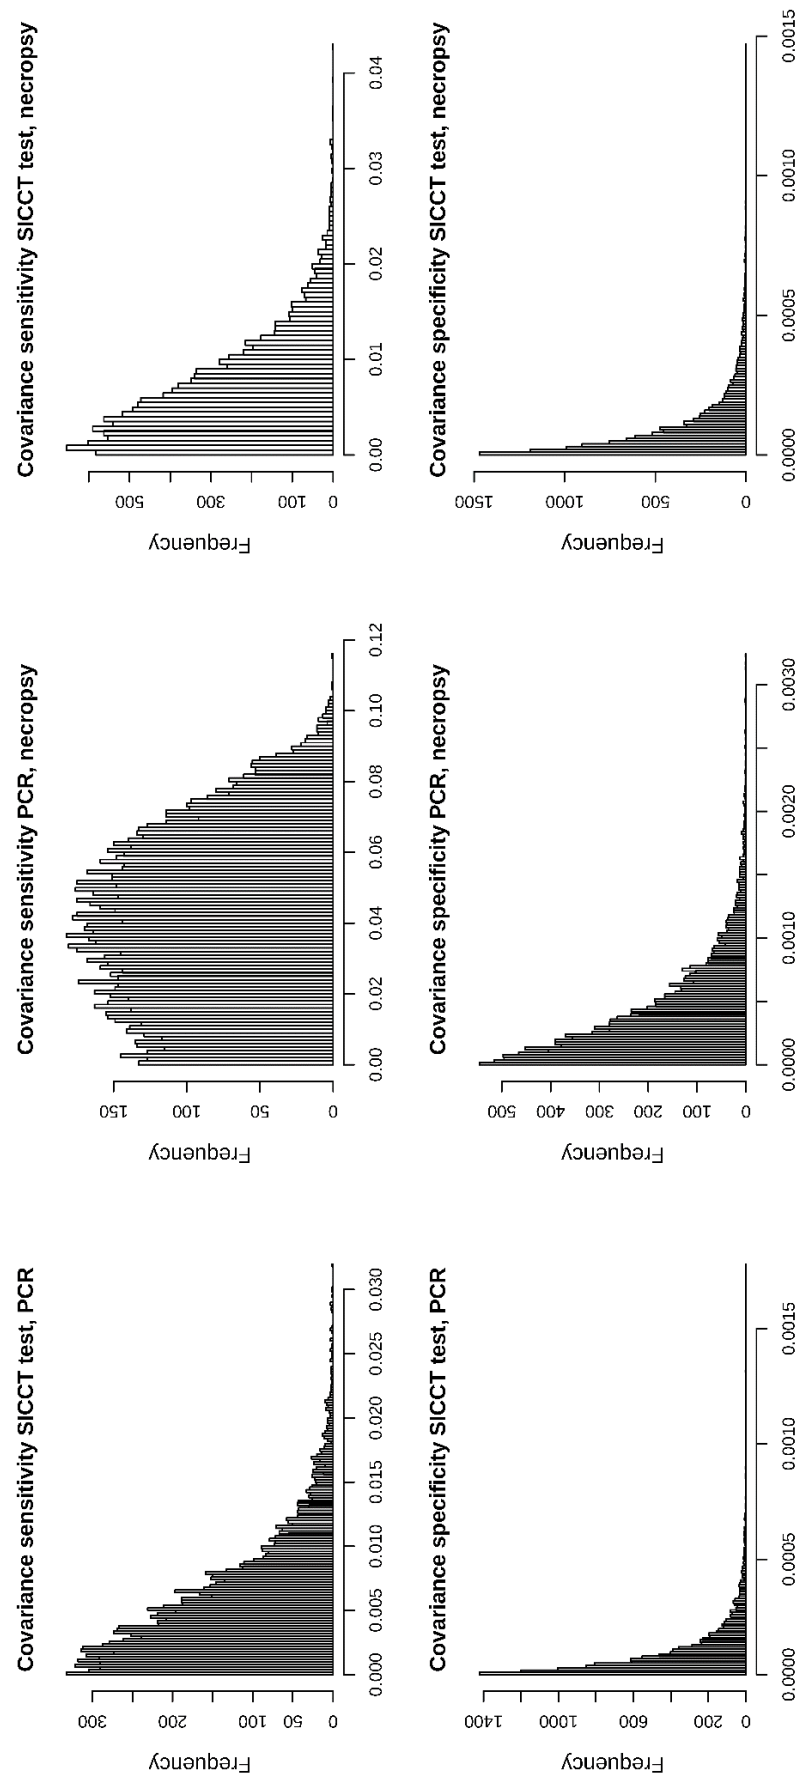 Covariance sensitivity SICCT test, PCR
Frequency
0 50 100 200 300
0.000 0.005 0.010 0.015 0.020 0.025 0.030
Covariance sensitivity PCR, necropsy
Frequency
0 50 100 150
0.00 0.02 0.04 0.06 0.08 0.10 0.12
Covariance sensitivity SICCT test, necropsy
Frequency
0 100 300 500
0.00 0.01 0.02 0.03 0.04
Covariance specificity SICCT test, PCR
Frequency
0 200 600 1000 1400
0.0000 0.0005 0.0010 0.0015
Covariance specificity PCR, necropsy
Frequency
0 100 200 300 400 500
0.0000 0.0010 0.0020 0.0030
Covariance specificity SICCT test, necropsy
Frequency
0 500 1000 1500
0.0000 0.0005 0.0010 0.0015